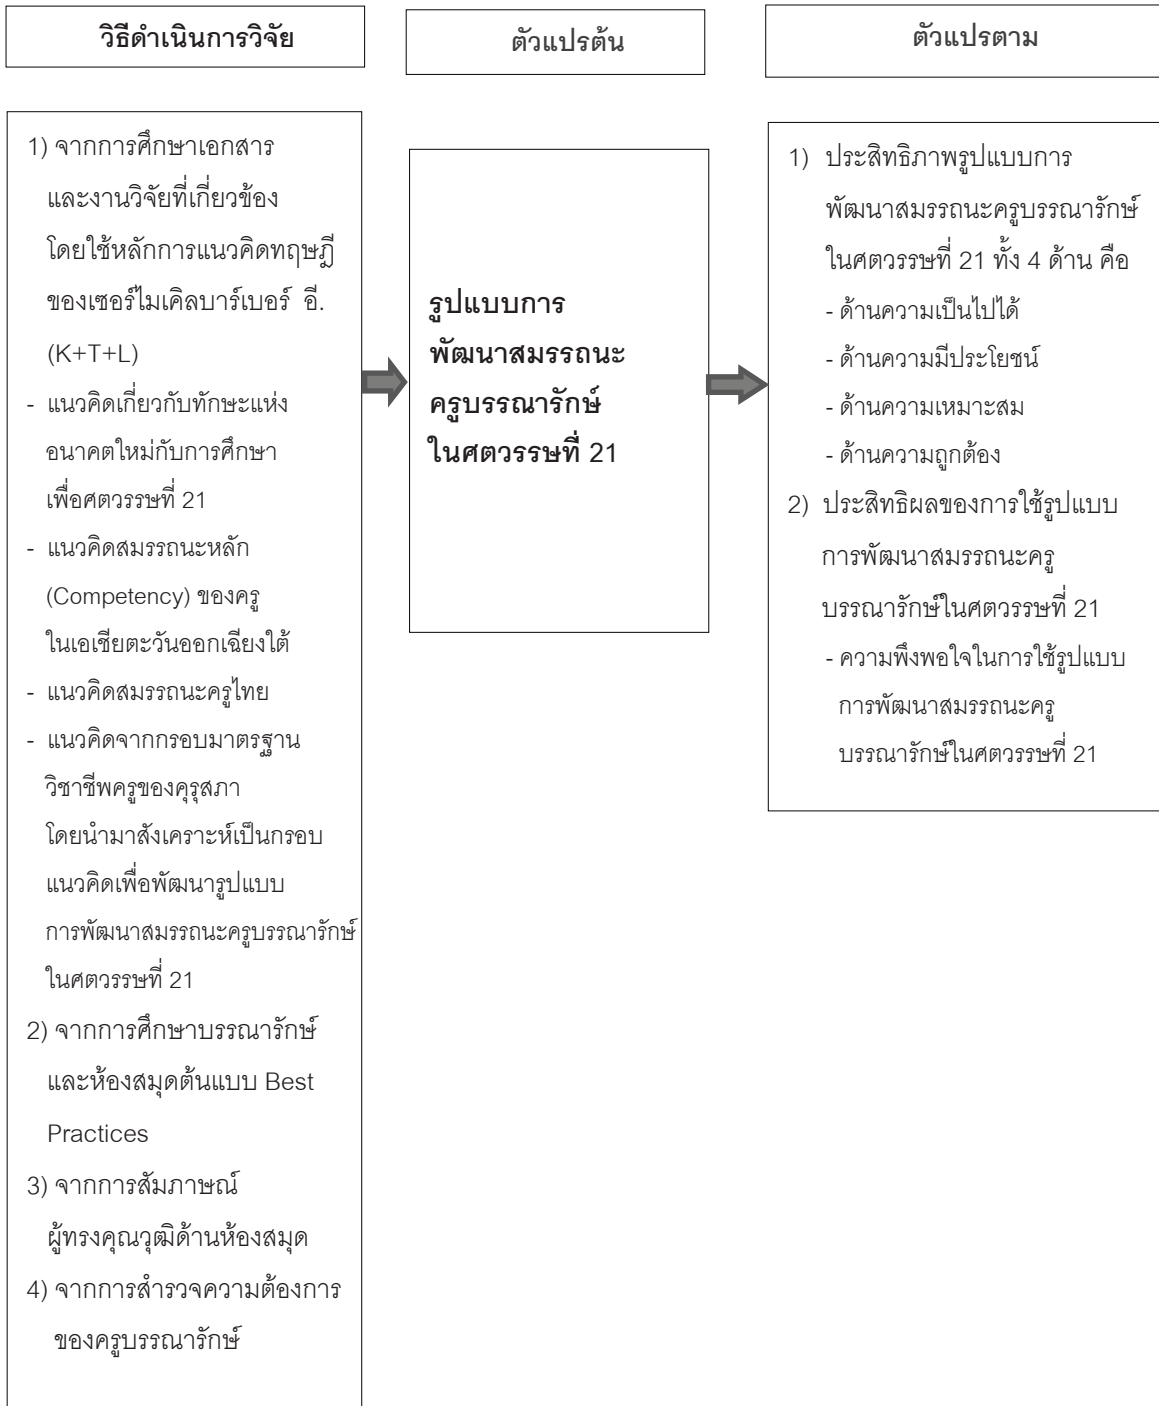 วิธีดำเนินการวิจัย
ตัวแปรต้น
ตัวแปรตาม
1) จากการศึกษาเอกสาร
และงานวิจัยที่เกี่ยวข้อง
โดยใช้หลักการแนวคิดทฤษฎี
ของเซอร์ไมเคิลบาร์เบอร์ อี.
(K+T+L)
- แนวคิดเกี่ยวกับทักษะแห่ง
อนาคตใหม่กับการศึกษา
เพื่อศตวรรษที่ 21
- แนวคิดสมรรถนะหลัก
(Competency) ของครู
ในเอเชียตะวันออกเฉียงใต้
- แนวคิดสมรรถนะครูไทย
- แนวคิดจากกรอบมาตรฐาน
วิชาชีพครูของคุรุสภา
โดยนำมาสังเคราะห์เป็นกรอบ
แนวคิดเพื่อพัฒนารูปแบบ
การพัฒนาสมรรถนะครูบรรณารักษ์
ในศตวรรษที่ 21
2) จากการศึกษาบรรณารักษ์
และห้องสมุดต้นแบบ Best
Practices
3) จากการสัมภาษณ์
ผู้ทรงคุณวุฒิด้านห้องสมุด
4) จากการสำรวจความต้องการ
ของครูบรรณารักษ์
รูปแบบการ
พัฒนาสมรรถนะ
ครูบรรณารักษ์
ในศตวรรษที่ 21
1) ประสิทธิภาพรูปแบบการ
พัฒนาสมรรถนะครูบรรณารักษ์
ในศตวรรษที่ 21 ทั้ง 4 ด้าน คือ
- ด้านความเป็นไปได้
- ด้านความมีประโยชน์
- ด้านความเหมาะสม
- ด้านความถูกต้อง
2) ประสิทธิผลของการใช้รูปแบบ
การพัฒนาสมรรถนะครู
บรรณารักษ์ในศตวรรษที่ 21
- ความพึงพอใจในการใช้รูปแบบ
การพัฒนาสมรรถนะครู
บรรณารักษ์ในศตวรรษที่ 21